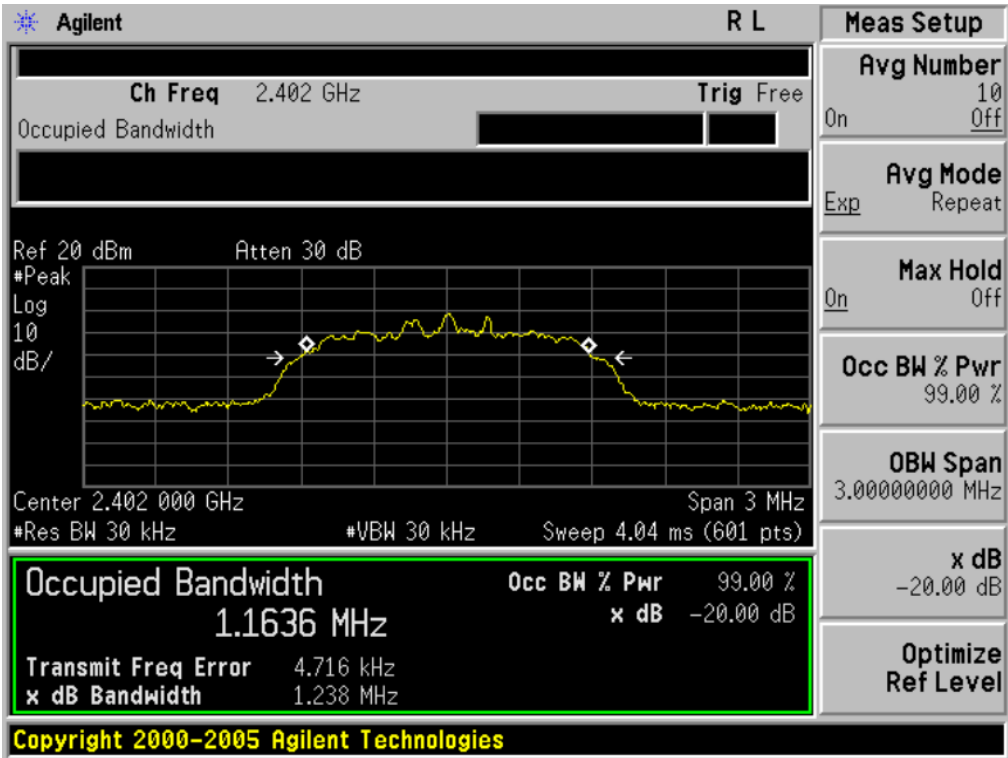 Agilent R L
Ch Freq 2.402 GHz Trig Free
Occupied Bandwidth
Ref 20 dBm Atten 30 dB
#Peak
Log
10
dB/
Center 2.402 000 GHz Span 3 MHz
#Res BW 30 kHz #VBW 30 kHz Sweep 4.04 ms (601 pts)
Occupied Bandwidth Occ BW % Pwr 99.00 %
1.1636 MHz x dB -20.00 dB
Transmit Freq Error 4.716 kHz
x dB Bandwidth 1.238 MHz
Copyright 2000-2005 Agilent Technologies
Meas Setup
Avg Number
10
On Off
Avg Mode
Exp Repeat
Max Hold
On Off
Occ BW % Pwr
99.00 %
OBW Span
3.00000000 MHz
x dB
-20.00 dB
Optimize
Ref Level